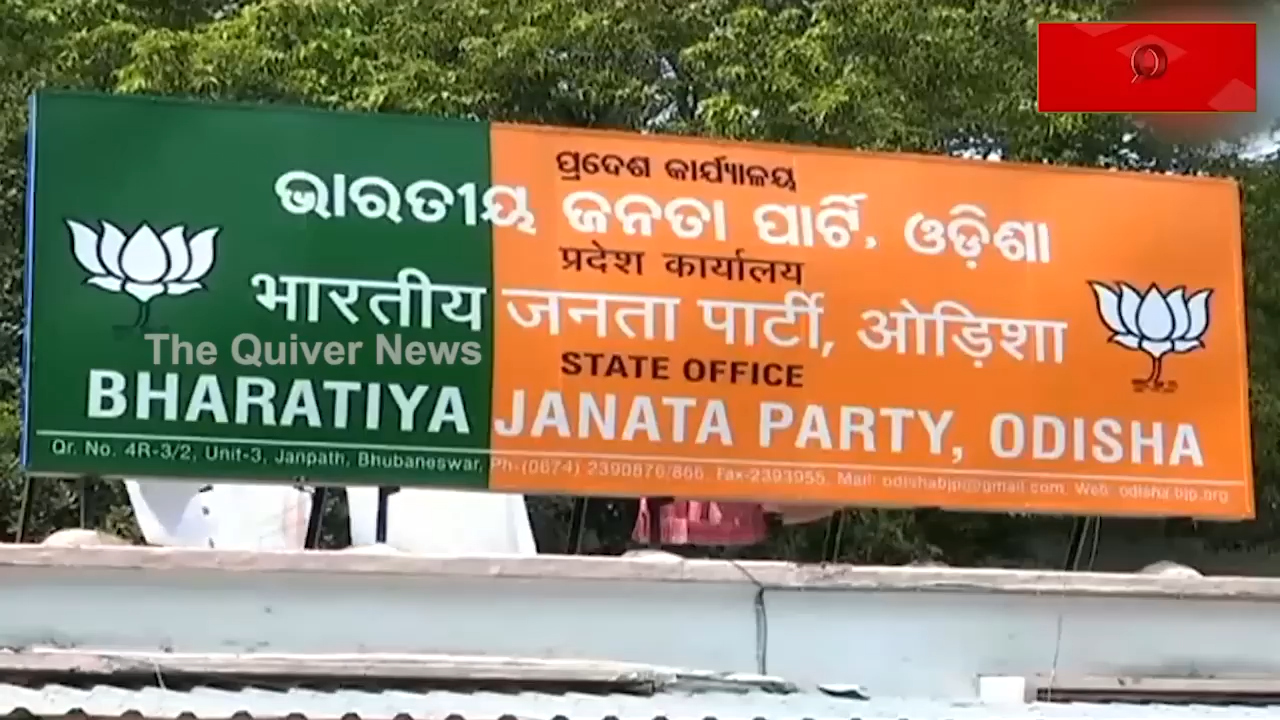 ପ୍ରଦେଶ କାର୍ଯ୍ୟାଳୟ
ଭାରତୀୟ ଜନତା ପାର୍ଟି, ଓଡ଼ିଶା
प्रदेश कार्यालय
भारतीय जनता पार्टी, ओड़िशा
The Quiver News
STATE OFFICE
BHARATIYA JANATA PARTY, ODISHA
Qr. No. 4R-3/2, Unit-3, Janpath, Bhubaneswar, Ph-(0674) 2390876/866, Fax-2393955, Mail: odishabjp@gmail.com, Web: odisha.bjp.org